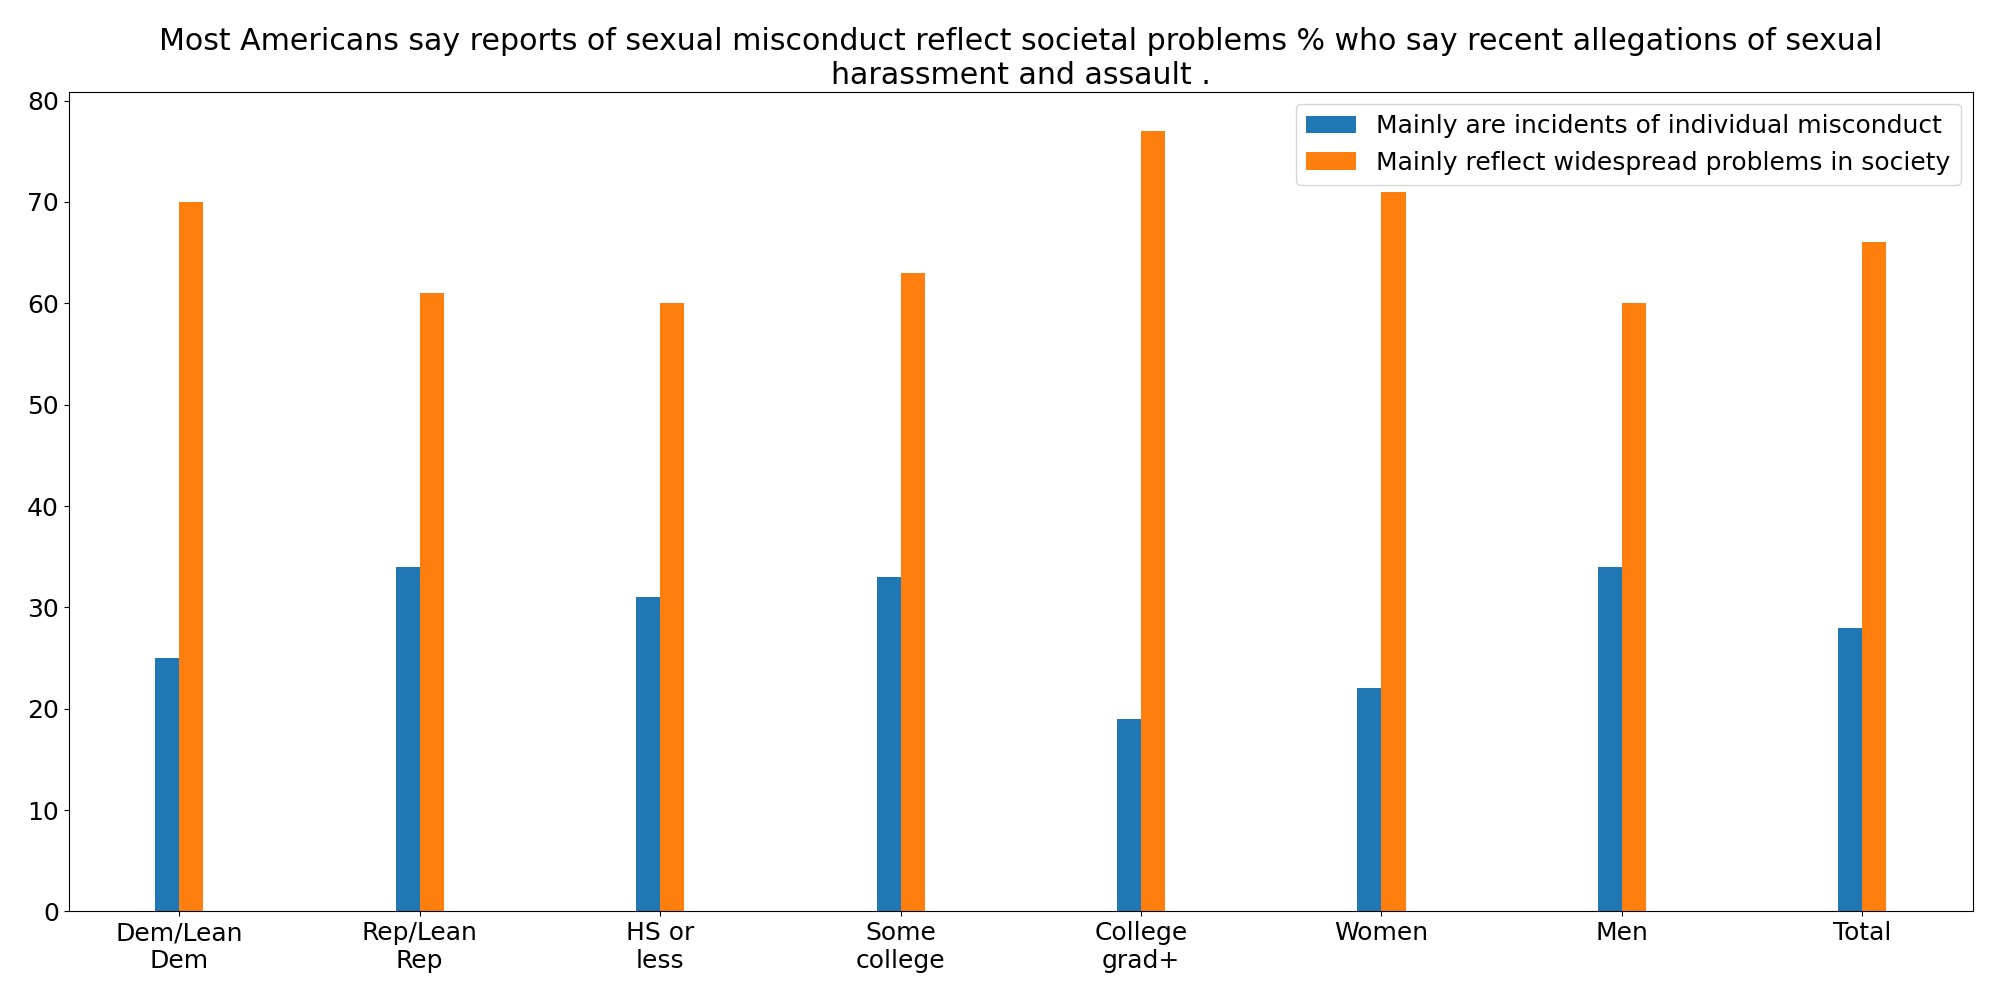 Most Americans say reports of sexual misconduct reflect societal problems % who say recent allegations of sexual
harassment and assault .
80
70
60
50
40
30
20
10
0
Mainly are incidents of individual misconduct
Mainly reflect widespread problems in society
Dem/Lean
Dem
Rep/Lean
Rep
HS or
less
Some
college
College
grad+
Women
Men
Total